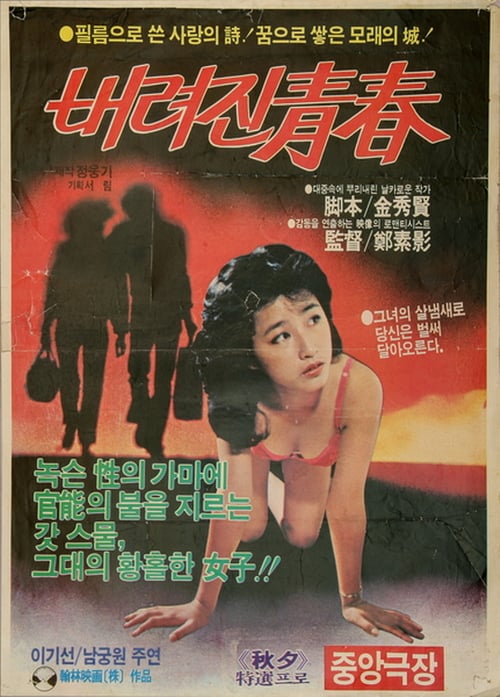 ●필름으로 쓴 사랑의 詩! 꿈으로 쌓은 모래의 城!
버려진靑春
제작 정웅기
기획 서 림
●대중속에 뿌리내린 날카로운 작가
脚本/金秀賢
●감동을 연출하는 映像의 로맨티시스트
監督/鄭素影
●그녀의 살냄새로
당신은 벌써
달아오른다.
녹슨 性의 가마에
官能의 불을 지르는
갓 스물,
그대의 황홀한 女子!!
이기선/남궁원 주연
翰林映画(株) 作品
《秋夕》
特選프로
중앙극장